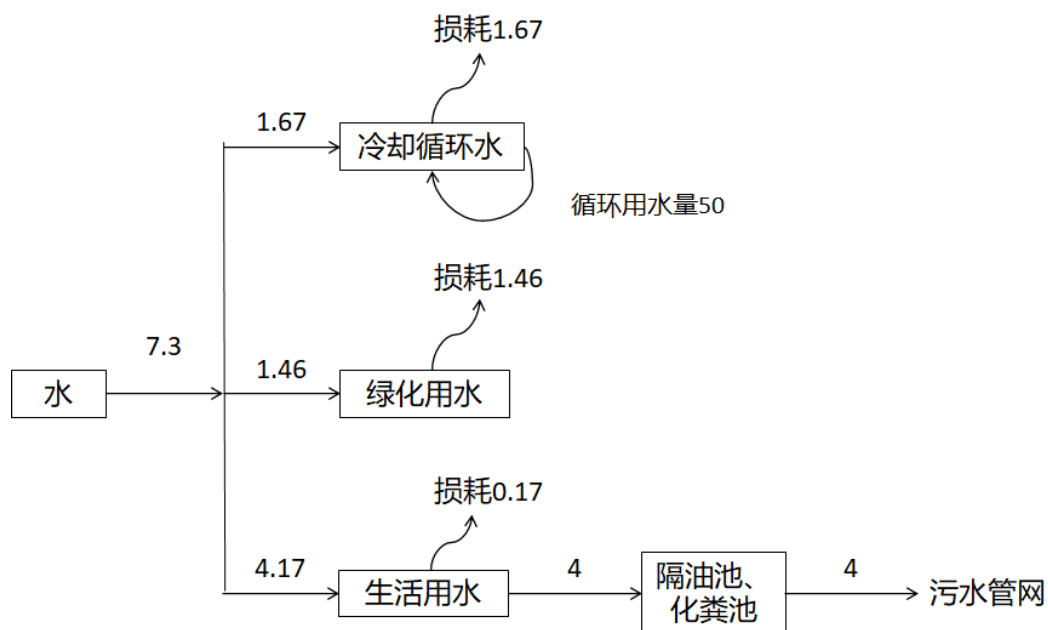 损耗1.67
1.67
冷却循环水
循环用水量50
损耗1.46
7.3
1.46
水
绿化用水
损耗0.17
4.17
生活用水
4
隔油池、
化粪池
4
污水管网